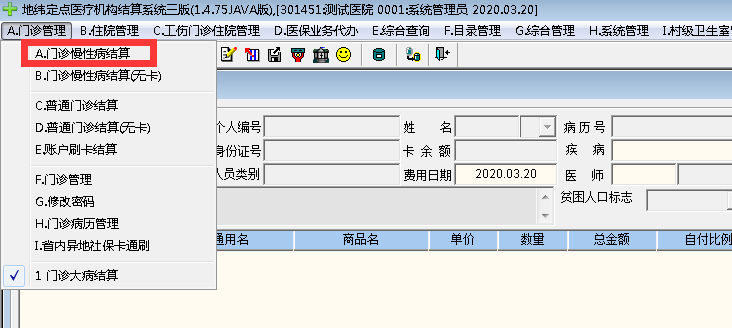 地纬定点医疗机构结算系统三版(1.4.75JAVA版),[301451:测试医院 0001:系统管理员 2020.03.20]
A.门诊管理 B.住院管理 C.工伤门诊管理 D.医保业务代办 E.综合查询 F.目录管理 G.综合管理 H.系统管理 I.村级卫生室
A.门诊慢性病结算
B.门诊慢性病结算(无卡)
C.普通门诊结算
D.普通门诊结算(无卡)
E.账户刷卡结算
F.门诊管理
G.修改密码
H.门诊病历管理
I.省内异地社保卡通刷
✓ 1 门诊大病结算
个人编号 姓 名 病历号
身份证号 卡余额 疾 病
人员类别 费用日期 2020.03.20 医 师
贫困人口标志
通用名 商品名 单价 数量 总金额 自付比例